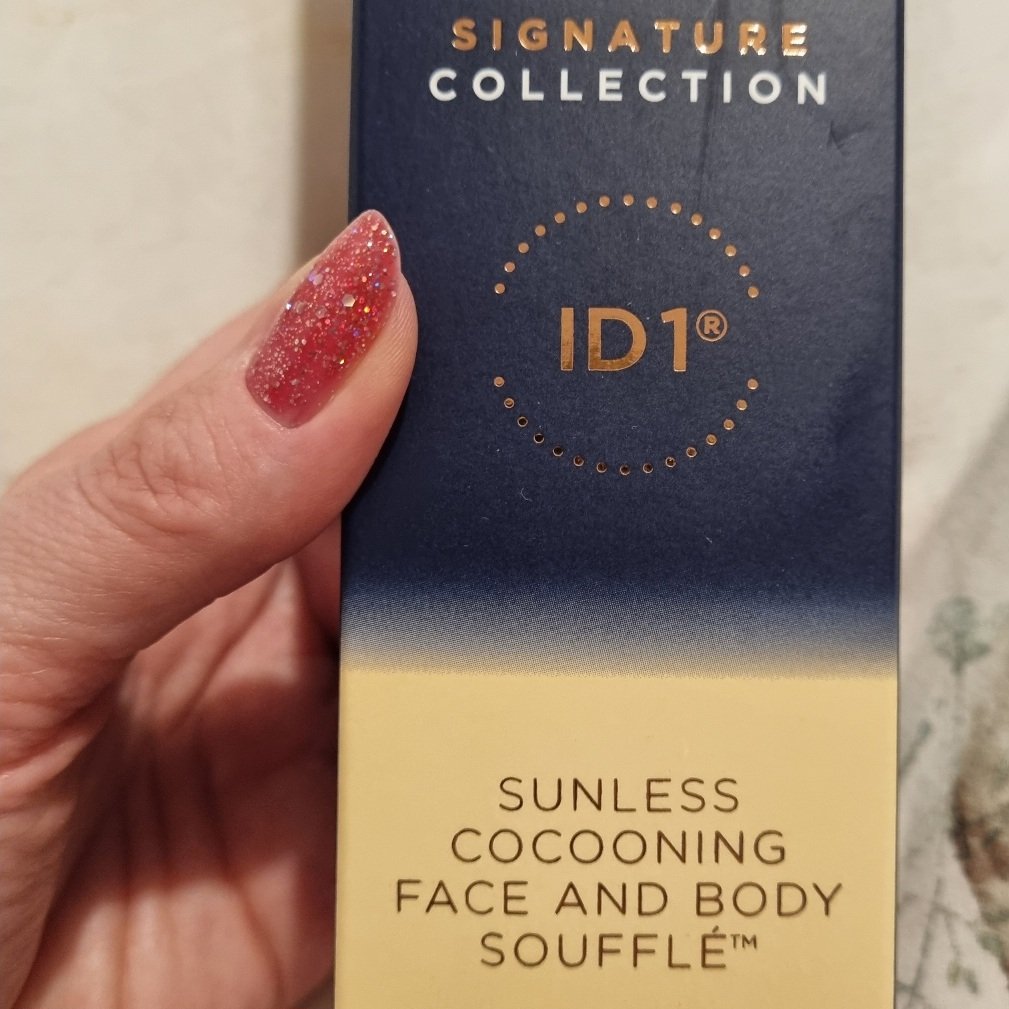 SIGNATURE
COLLECTION
ID1®
SUNLESS
COCOONING
FACE AND BODY
SOUFFLÉ™